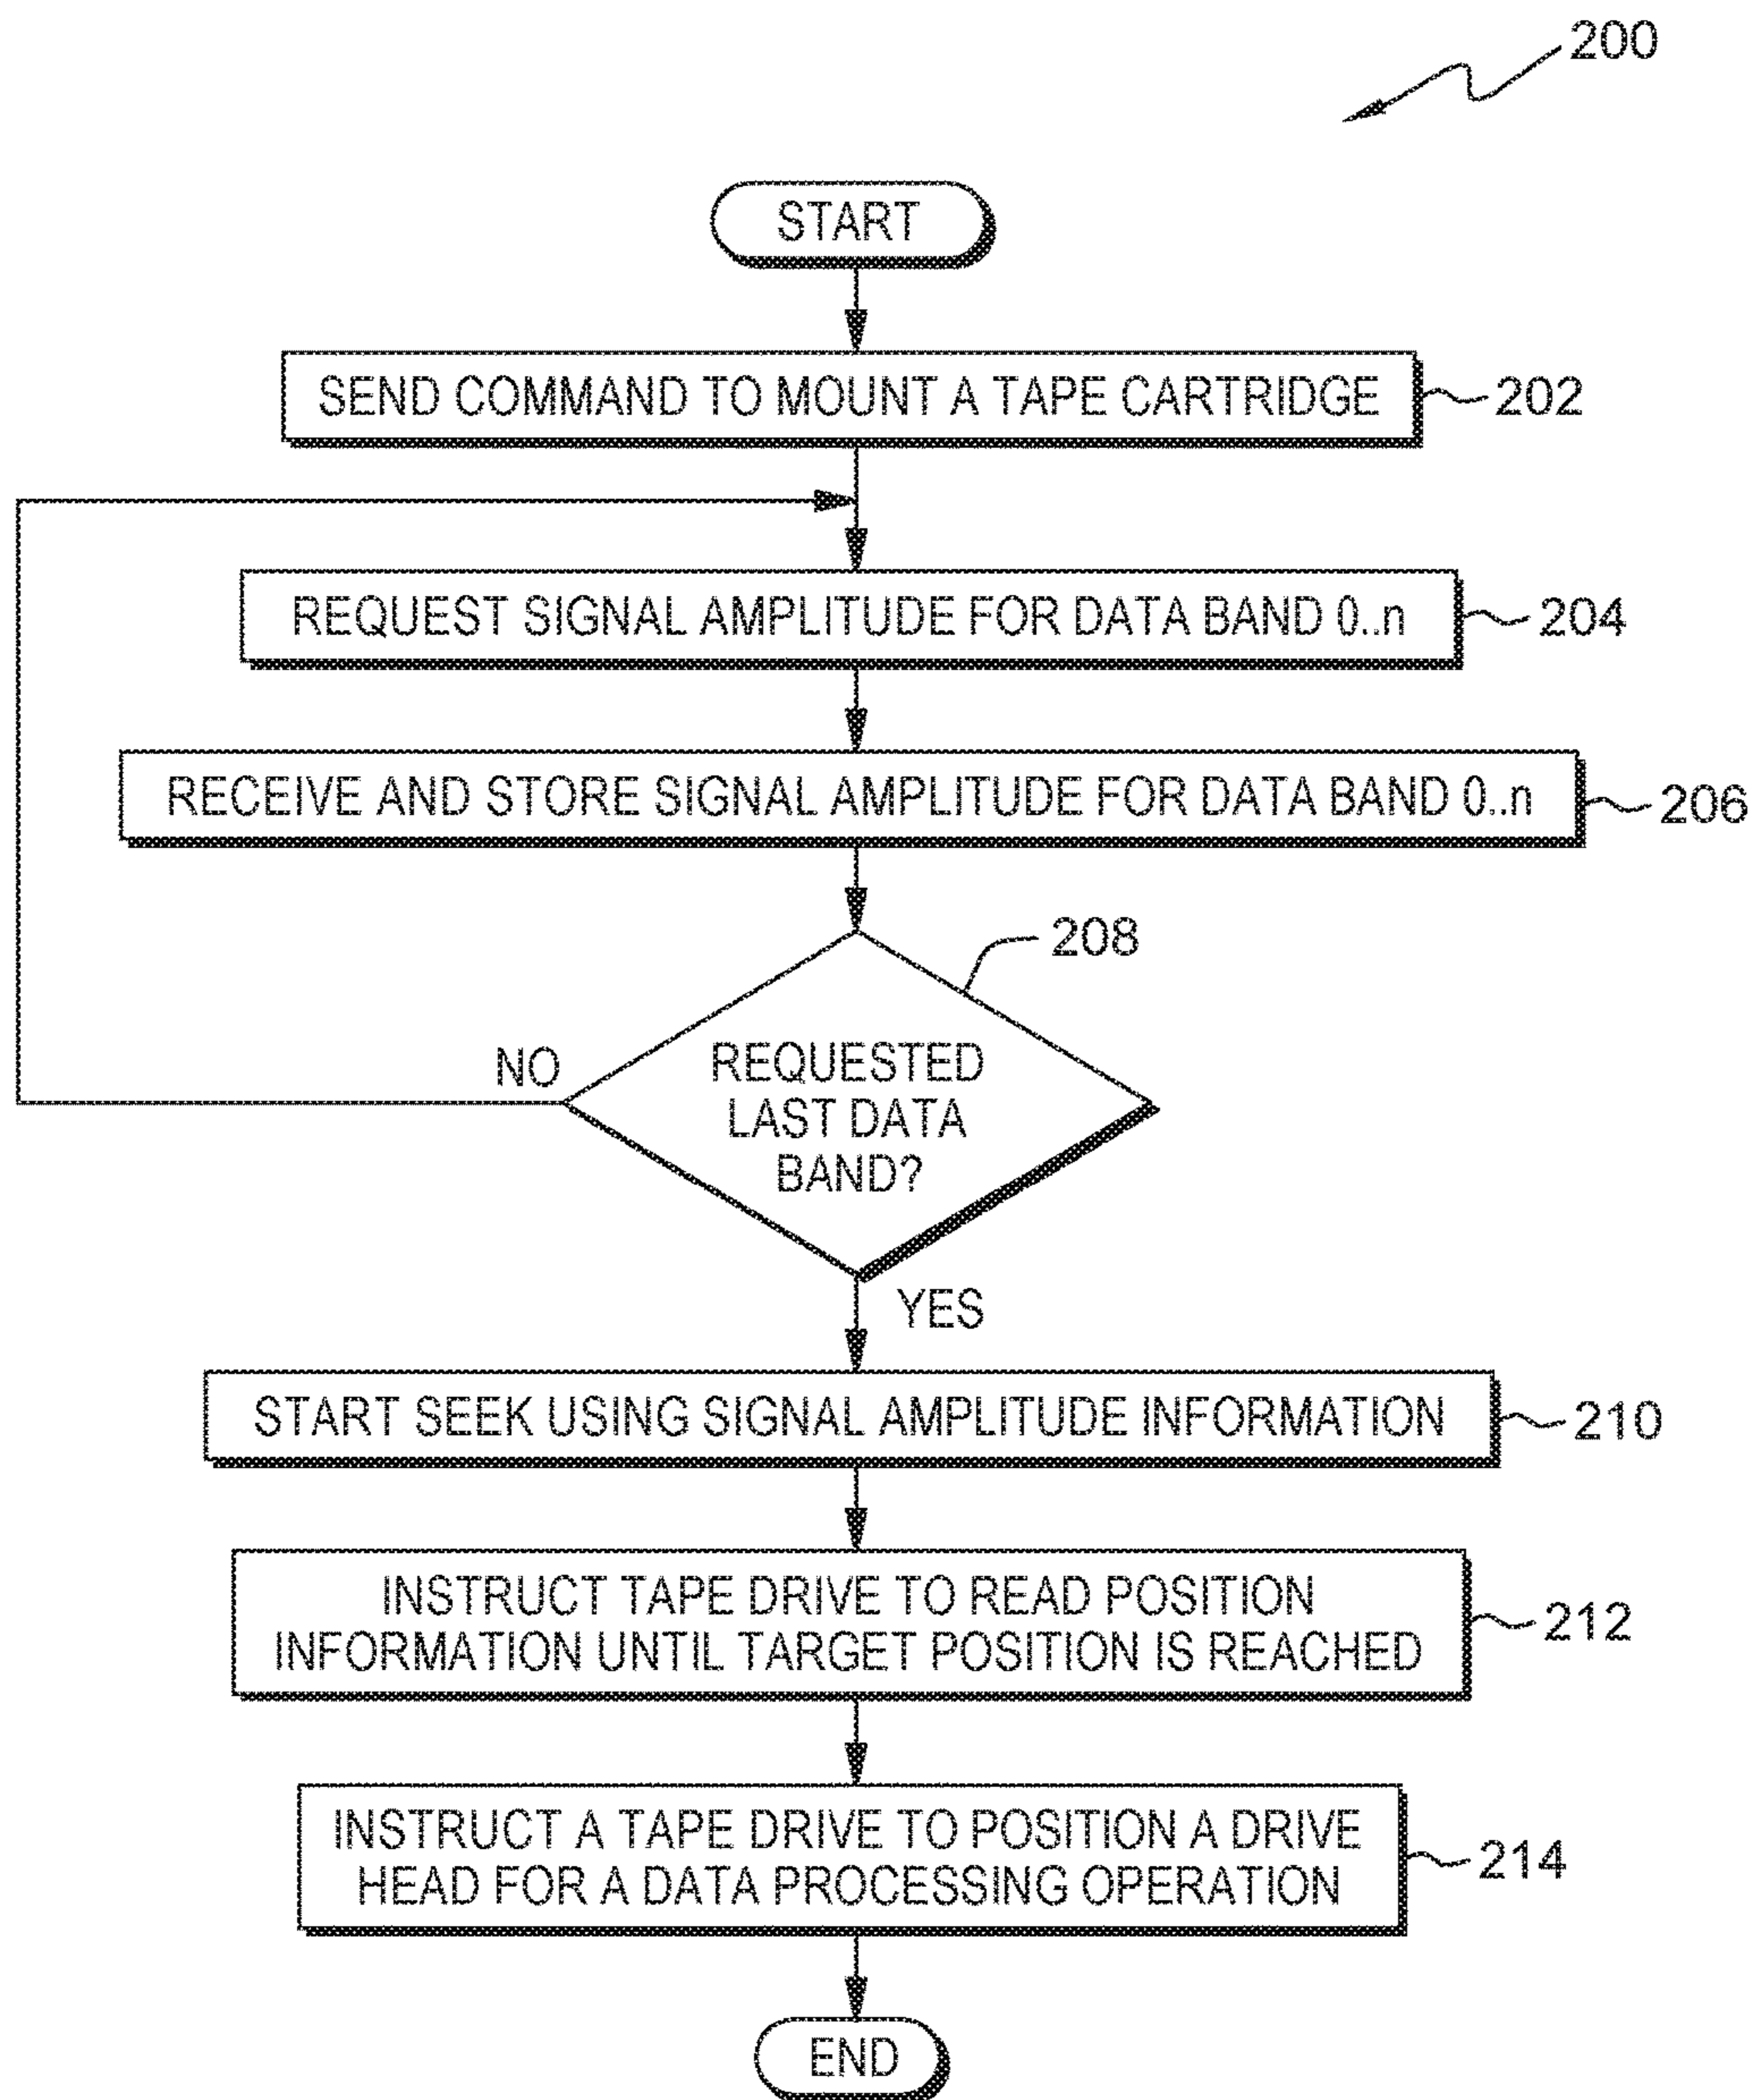 200
START
SEND COMMAND TO MOUNT A TAPE CARTRIDGE
202
REQUEST SIGNAL AMPLITUDE FOR DATA BAND 0..n
204
RECEIVE AND STORE SIGNAL AMPLITUDE FOR DATA BAND 0..n
206
208
REQUESTED
LAST DATA
BAND?
NO
YES
START SEEK USING SIGNAL AMPLITUDE INFORMATION
210
INSTRUCT TAPE DRIVE TO READ POSITION
INFORMATION UNTIL TARGET POSITION IS REACHED
212
INSTRUCT A TAPE DRIVE TO POSITION A DRIVE
HEAD FOR A DATA PROCESSING OPERATION
214
END